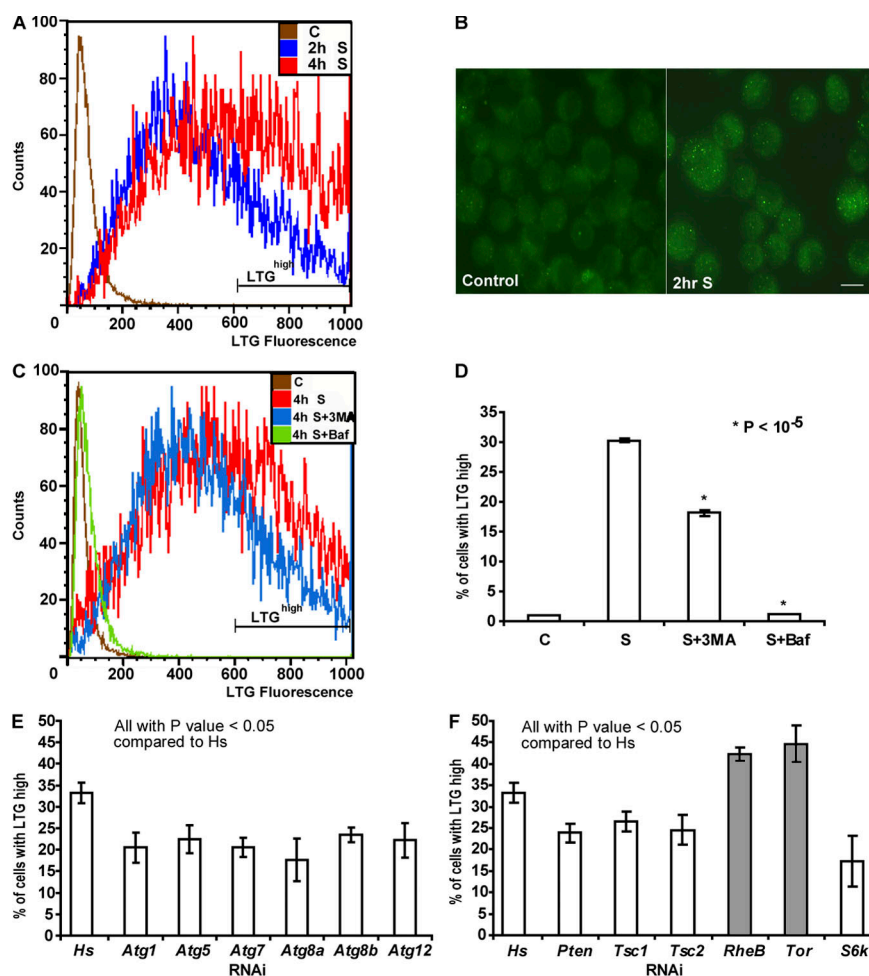 A
C
2h S
4h S
100
80
60
40
20
0
Counts
LTG high
0 200 400 600 800 1000
LTG Fluorescence
B
Control
2hr S
C
C
4h S
4h S+3MA
4h S+Baf
100
80
60
40
20
0
Counts
LTG high
0 200 400 600 800 1000
LTG Fluorescence
D
* P < 10-5
35
30
25
20
15
10
5
0
% of cells with LTG high
*
*
C S S+3MA S+Baf
E
All with P value < 0.05
compared to Hs
50
45
40
35
30
25
20
15
10
5
0
% of cells with LTG high
Hs Atg1 Atg5 Atg7 Atg8a Atg8b Atg12
RNAi
F
All with P value < 0.05
compared to Hs
50
45
40
35
30
25
20
15
10
5
0
% of cells with LTG high
Hs Pten Tsc1 Tsc2 RheB Tor S6k
RNAi